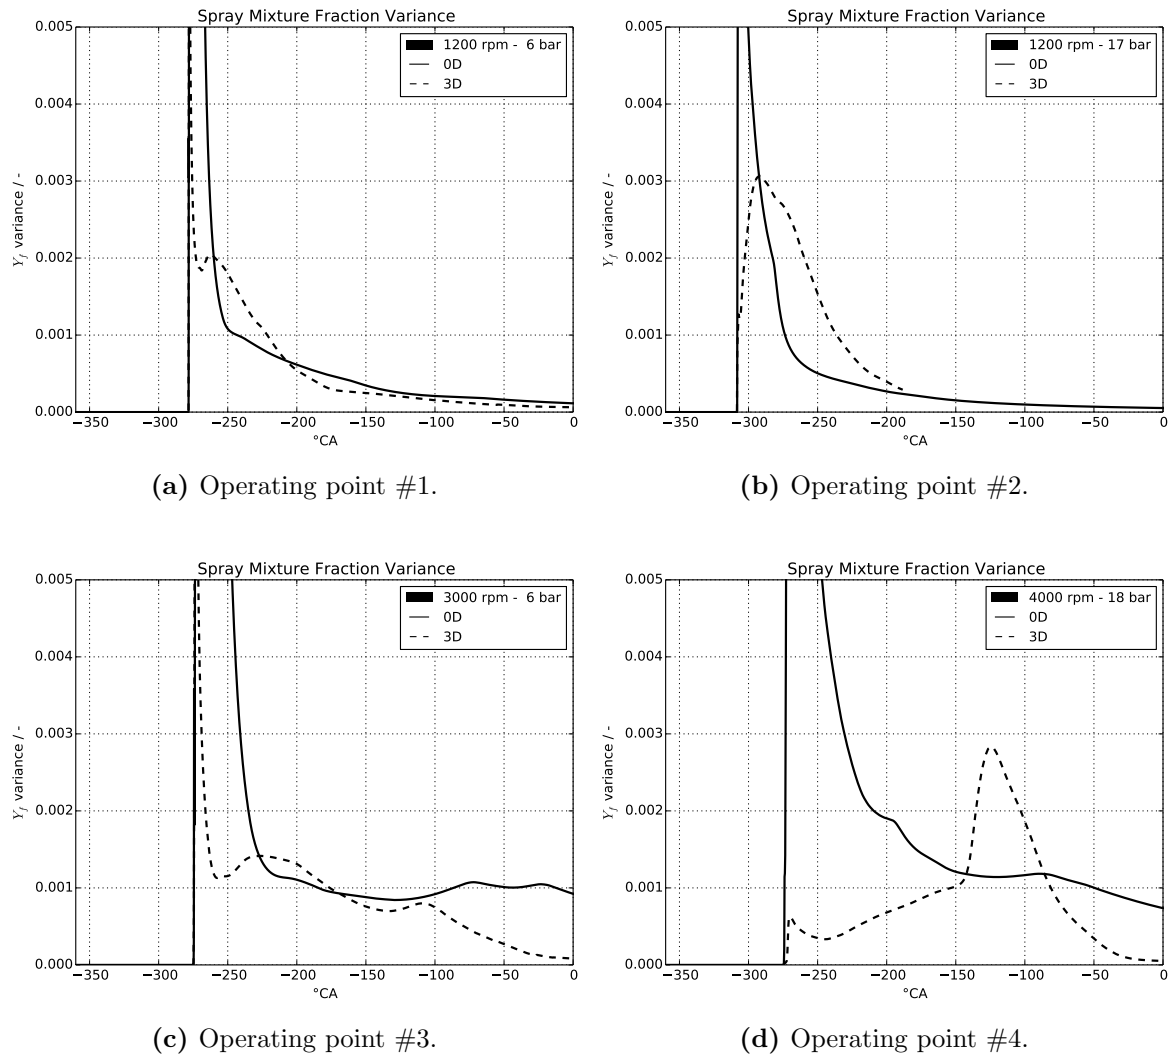 Spray Mixture Fraction Variance
0.005
0.004
0.003
0.002
0.001
0.000
Y_f variance / -
1200 rpm - 6 bar
0D
3D
−350 −300 −250 −200 −150 −100 −50 0
°CA
(a) Operating point #1.
Spray Mixture Fraction Variance
0.005
0.004
0.003
0.002
0.001
0.000
Y_f variance / -
1200 rpm - 17 bar
0D
3D
−350 −300 −250 −200 −150 −100 −50 0
°CA
(b) Operating point #2.
Spray Mixture Fraction Variance
0.005
0.004
0.003
0.002
0.001
0.000
Y_f variance / -
3000 rpm - 6 bar
0D
3D
−350 −300 −250 −200 −150 −100 −50 0
°CA
(c) Operating point #3.
Spray Mixture Fraction Variance
0.005
0.004
0.003
0.002
0.001
0.000
Y_f variance / -
4000 rpm - 18 bar
0D
3D
−350 −300 −250 −200 −150 −100 −50 0
°CA
(d) Operating point #4.